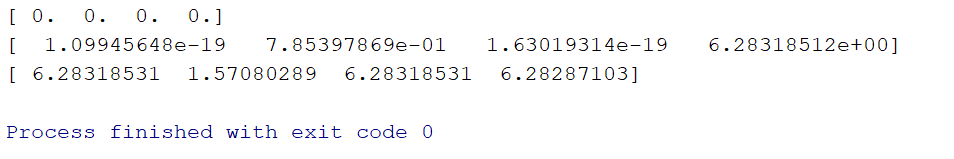 [ 0.  0.  0.  0.]
[  1.09945648e-19   7.85397869e-01   1.63019314e-19   6.28318512e+00]
[ 6.28318531  1.57080289  6.28318531  6.28287103]
Process finished with exit code 0